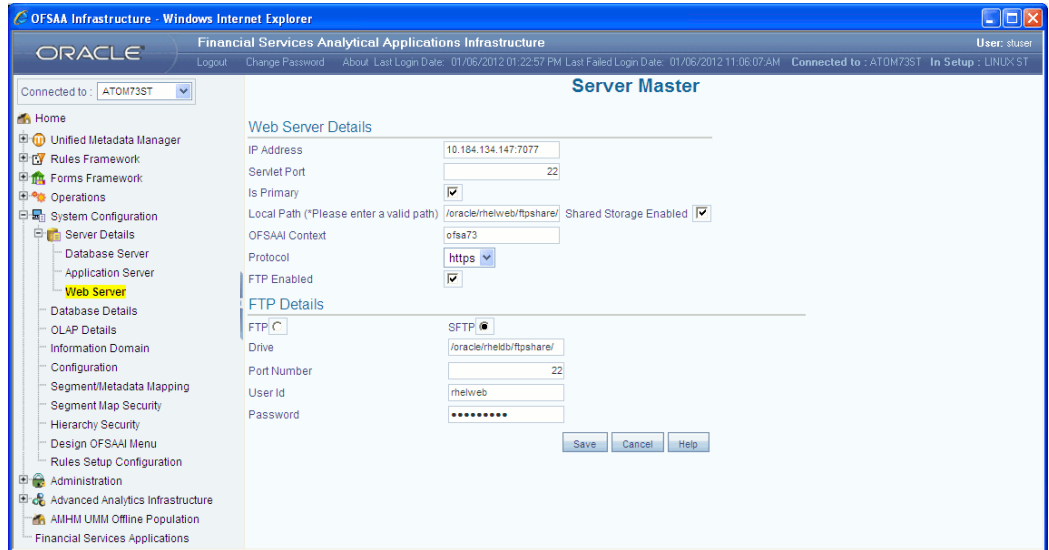 OFSAA Infrastructure - Windows Internet Explorer
ORACLE
Financial Services Analytical Applications Infrastructure
User: stuser
Logout Change Password About Last Login Date: 01/06/2012 01:22:57 PM Last Failed Login Date: 01/06/2012 11:06:07 AM Connected to : ATOM73ST In Setup : LINUX ST
Connected to : ATOM73ST
Home
Unified Metadata Manager
Rules Framework
Forms Framework
Operations
System Configuration
Server Details
Database Server
Application Server
Web Server
Database Details
OLAP Details
Information Domain
Configuration
Segment/Metadata Mapping
Segment Map Security
Hierarchy Security
Design OFSAAI Menu
Rules Setup Configuration
Administration
Advanced Analytics Infrastructure
AMHM UMM Offline Population
Financial Services Applications
Server Master
Web Server Details
IP Address 10.184.134.147:7077
Servlet Port 22
Is Primary
Local Path (*Please enter a valid path) /oracle/rhelweb/ftpshare/ Shared Storage Enabled
OFSAAI Context ofsa73
Protocol https
FTP Enabled
FTP Details
FTP SFTP
Drive /oracle/rheldb/ftpshare/
Port Number 22
User Id rhelweb
Password •••••••••
Save Cancel Help